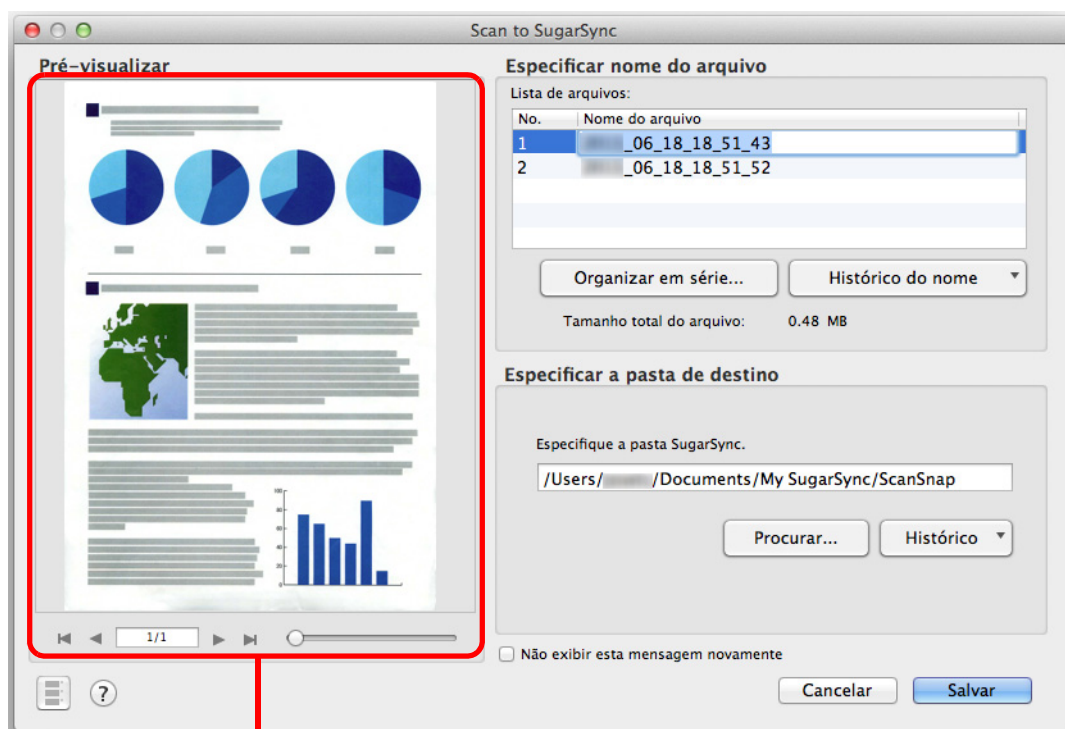 Scan to SugarSync
Pré-visualizar
1/1
?
Especificar nome do arquivo
Lista de arquivos:
No. Nome do arquivo
1 _06_18_18_51_43
2 _06_18_18_51_52
Organizar em série...
Histórico do nome
Tamanho total do arquivo: 0.48 MB
Especificar a pasta de destino
Especifique a pasta SugarSync.
/Users/ /Documents/My SugarSync/ScanSnap
Procurar...
Histórico
Não exibir esta mensagem novamente
Cancelar
Salvar